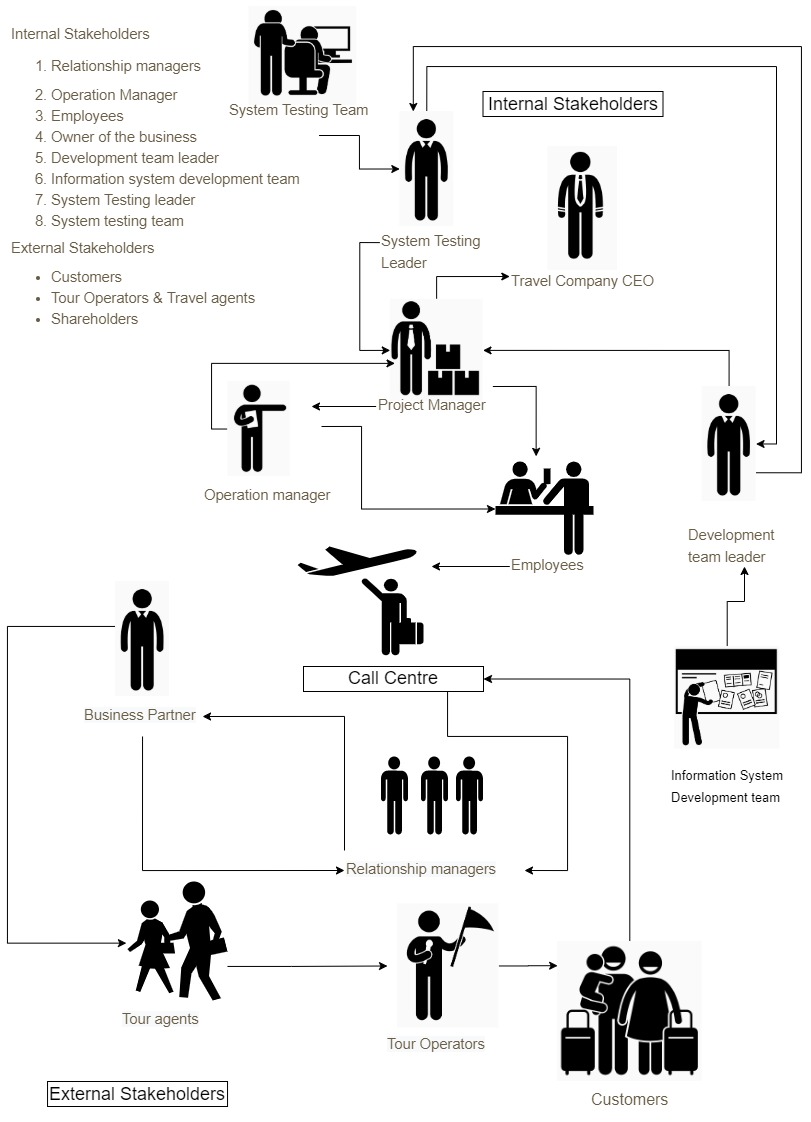 Internal Stakeholders
1. Relationship managers
2. Operation Manager
3. Employees
4. Owner of the business
5. Development team leader
6. Information system development team
7. System Testing leader
8. System testing team
External Stakeholders
• Customers
• Tour Operators & Travel agents
• Shareholders
System Testing Team
Internal Stakeholders
System Testing
Leader
Travel Company CEO
Project Manager
Operation manager
Employees
Development
team leader
Call Centre
Business Partner
Information System
Development team
Relationship managers
Tour agents
Tour Operators
Customers
External Stakeholders